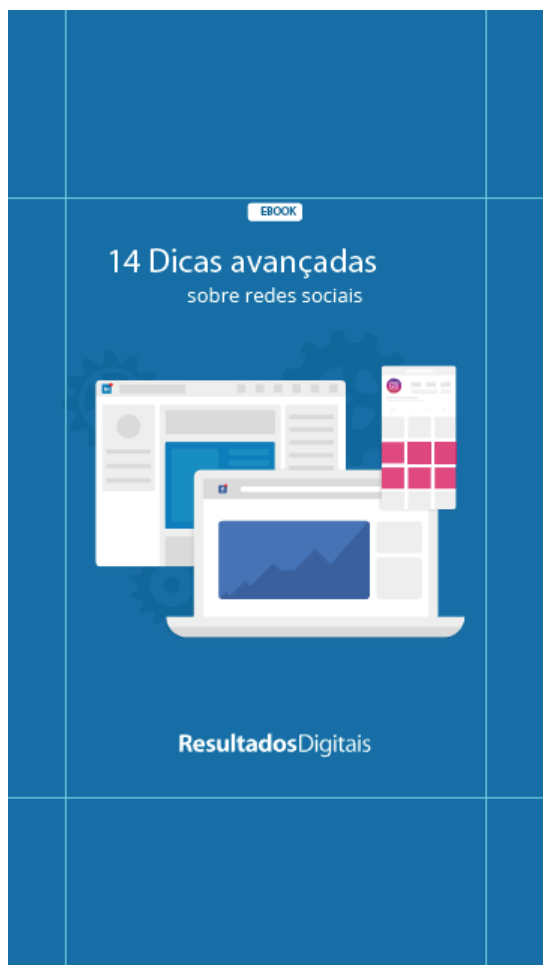 EBOOK
14 Dicas avançadas
sobre redes sociais
ResultadosDigitais